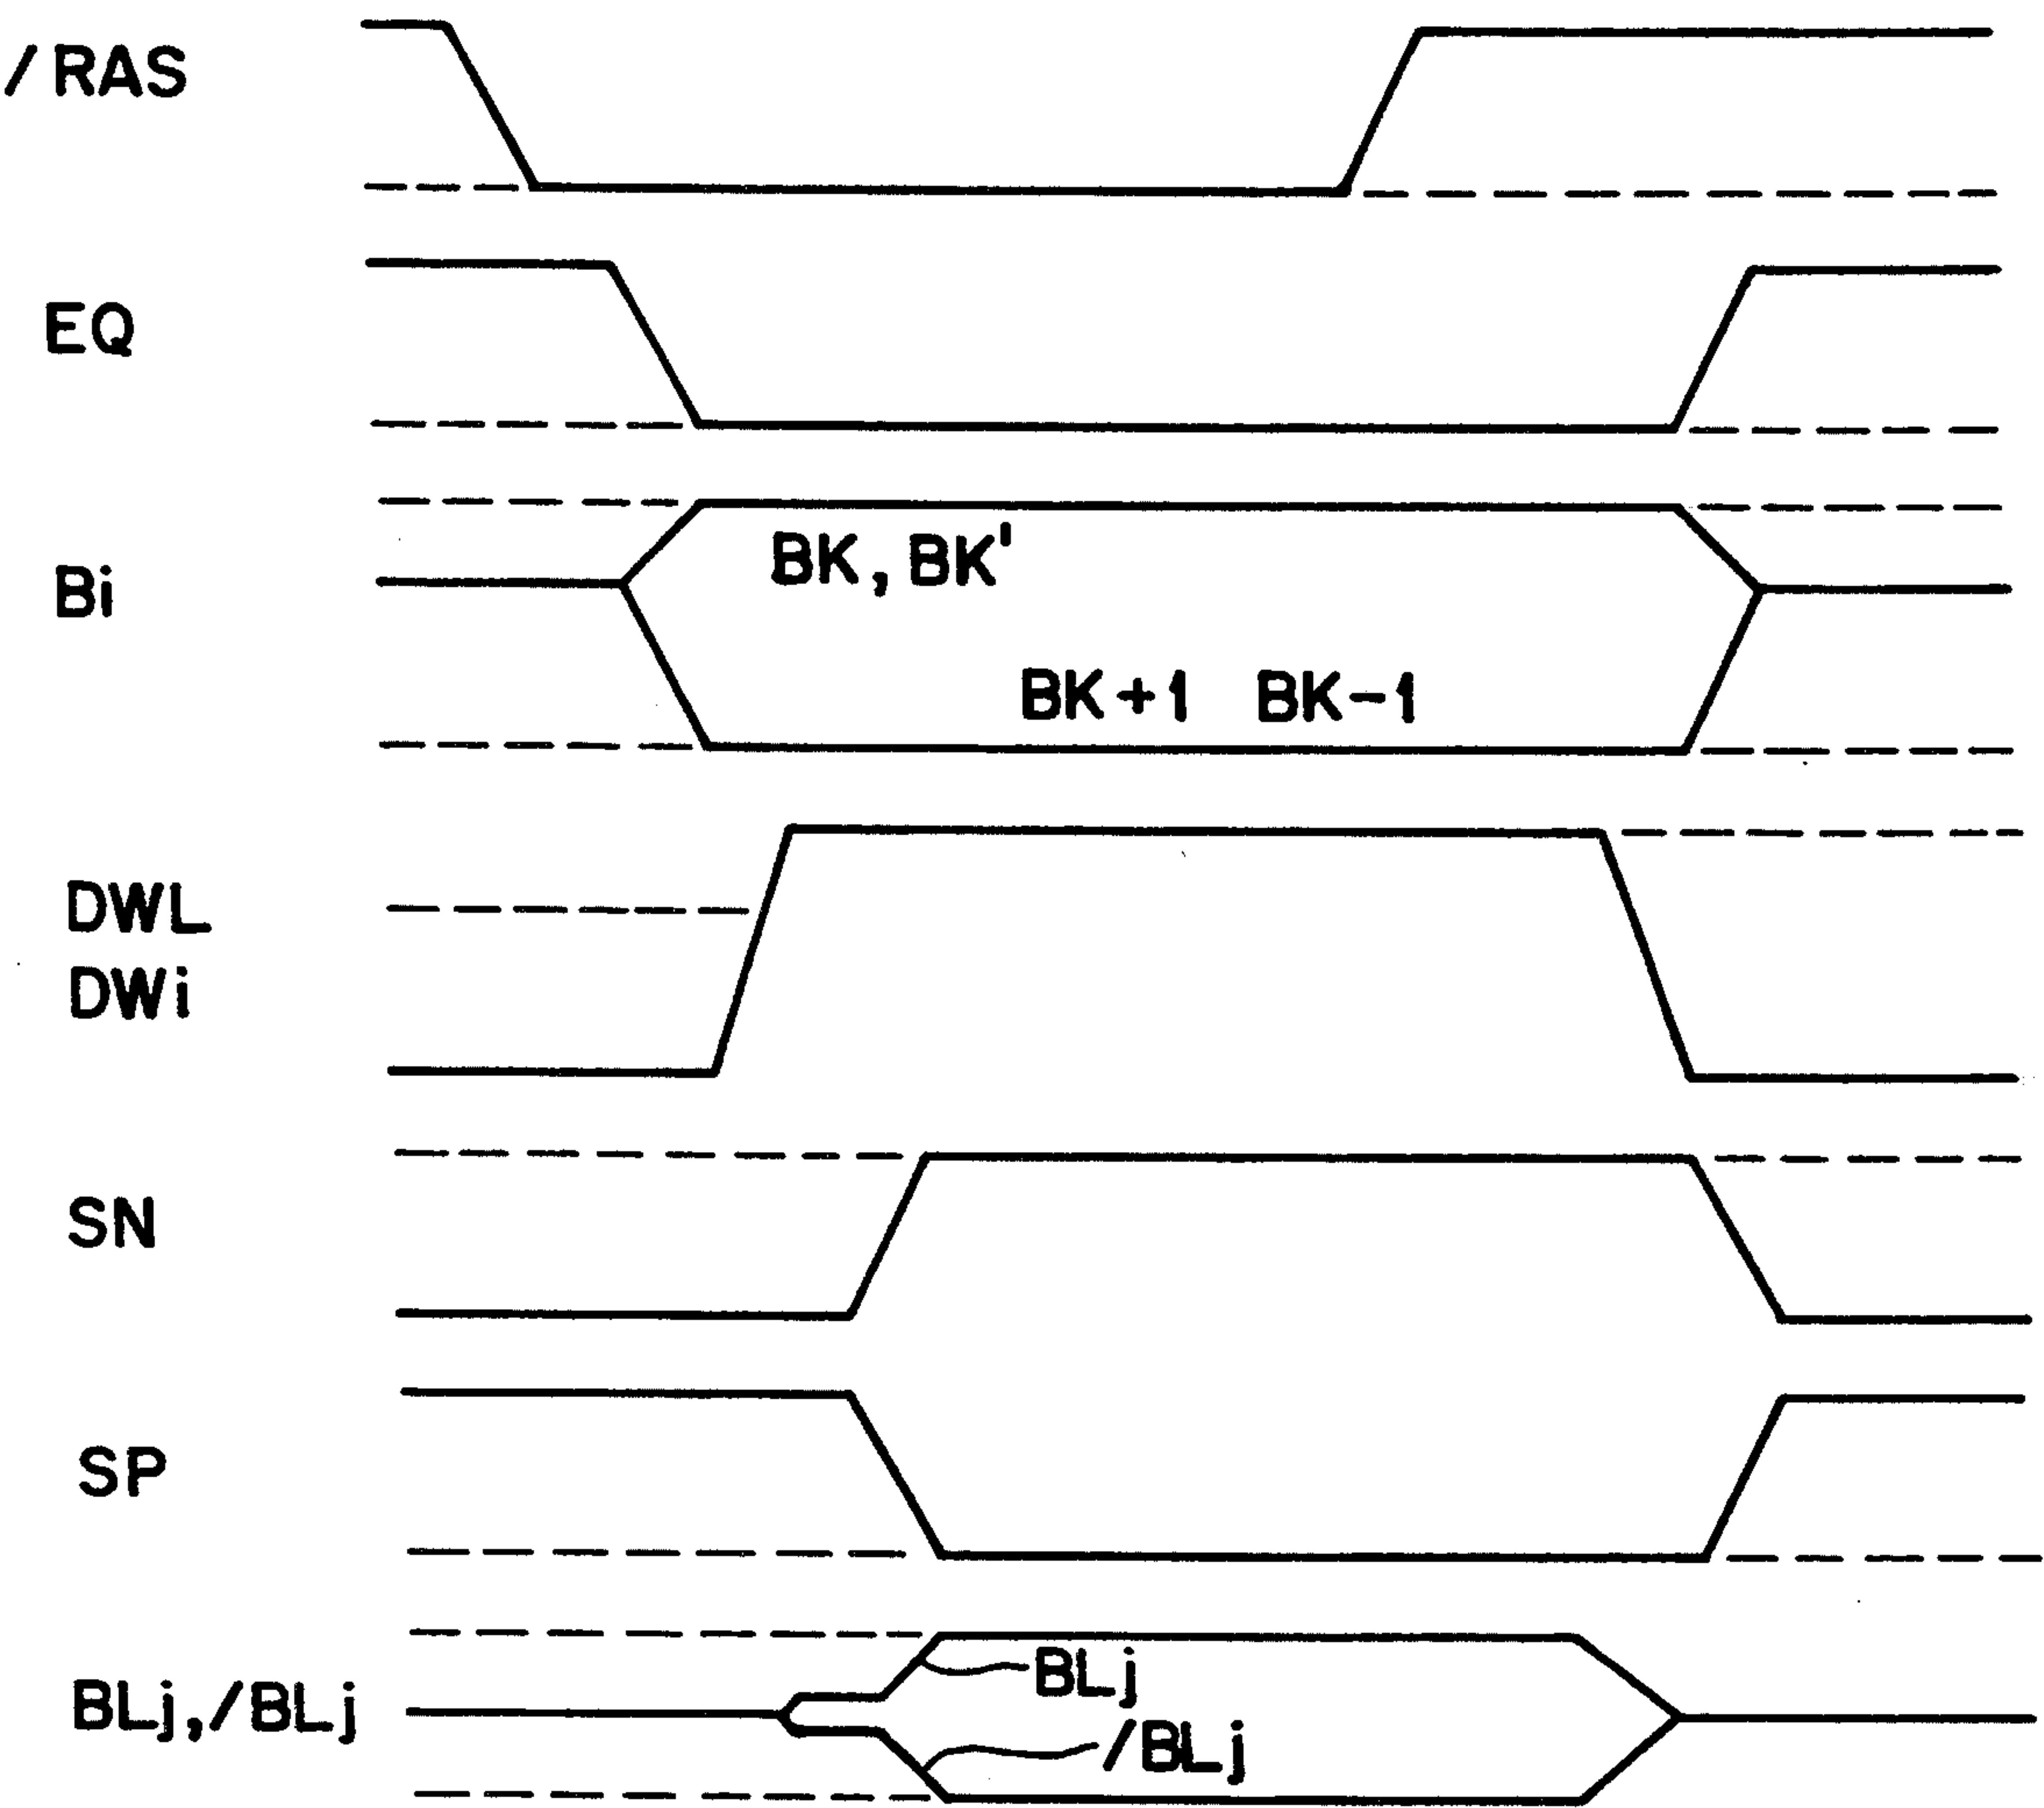 /RAS
EQ
Bi
BK, BK'
BK+1 BK-1
DWL
DWi
SN
SP
BLj,/BLj
BLj
/BLj